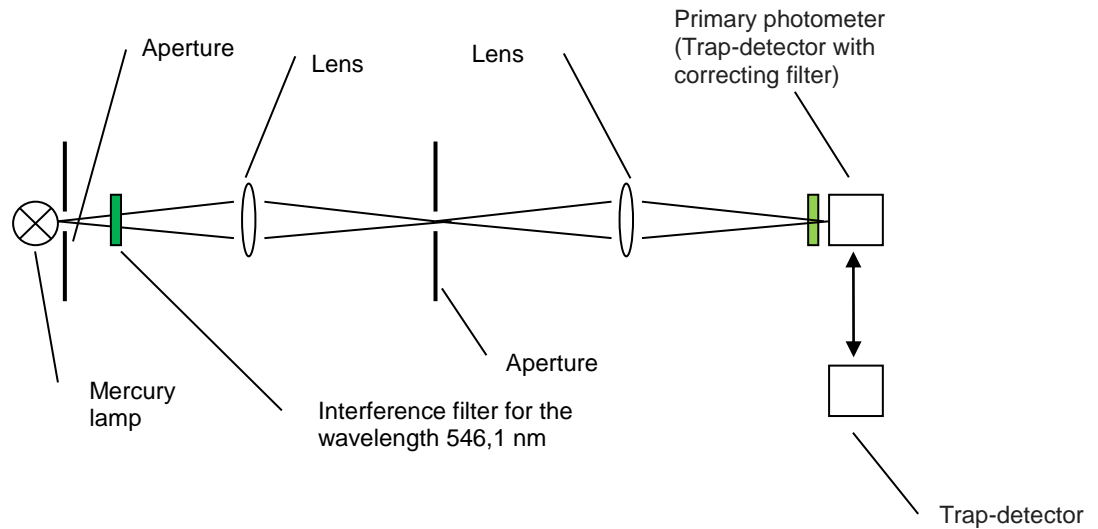 Aperture
Lens
Lens
Primary photometer
(Trap-detector with
correcting filter)
Mercury
lamp
Interference filter for the
wavelength 546,1 nm
Aperture
Trap-detector